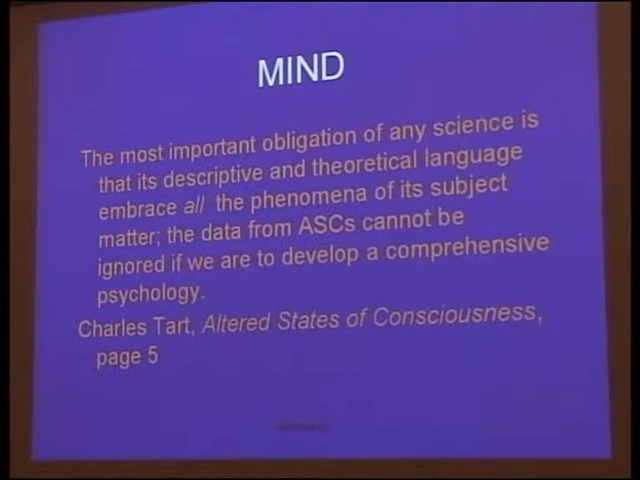 MIND
The most important obligation of any science is
that its descriptive and theoretical language
embrace all the phenomena of its subject
matter; the data from ASCs cannot be
ignored if we are to develop a comprehensive
psychology.
Charles Tart, Altered States of Consciousness,
page 5